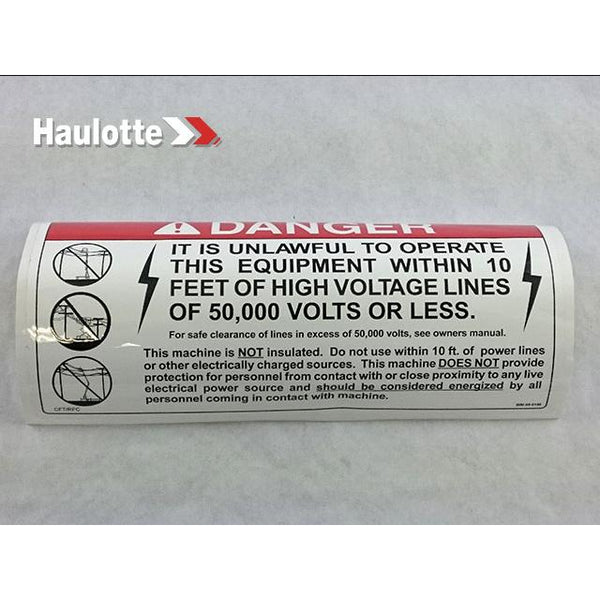 Haulotte
DANGER
IT IS UNLAWFUL TO OPERATE
THIS EQUIPMENT WITHIN 10
FEET OF HIGH VOLTAGE LINES
OF 50,000 VOLTS OR LESS.
For safe clearance of lines in excess of 50,000 volts, see owners manual.
This machine is NOT insulated. Do not use within 10 ft. of power lines
or other electrically charged sources. This machine DOES NOT provide
protection for personnel from contact with or close proximity to any live
electrical power source and should be considered energized by all
personnel coming in contact with machine.